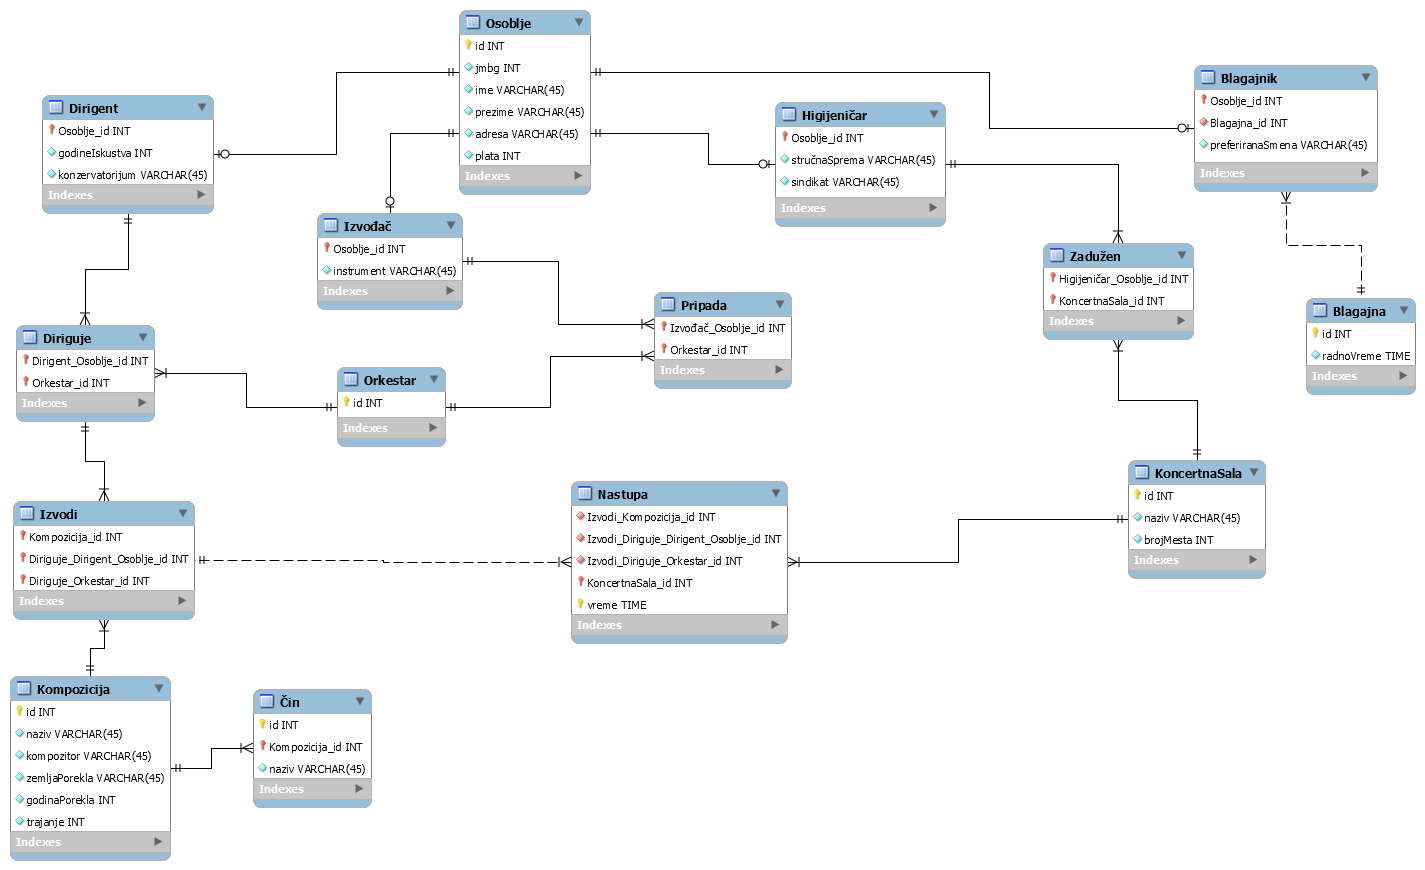 Osoblje
id INT
jmbg INT
ime VARCHAR(45)
prezime VARCHAR(45)
adresa VARCHAR(45)
plata INT
Indexes
Dirigent
Osoblje_id INT
godineIskustva INT
konzervatorijum VARCHAR(45)
Indexes
Izvođač
Osoblje_id INT
instrument VARCHAR(45)
Indexes
Higijeničar
Osoblje_id INT
stručnaSprema VARCHAR(45)
sindikat VARCHAR(45)
Indexes
Blagajnik
Osoblje_id INT
Blagajna_id INT
preferiranaSmena VARCHAR(45)
Indexes
Zadužen
Higijeničar_Osoblje_id INT
KoncertnaSala_id INT
Indexes
Blagajna
id INT
radnoVreme TIME
Indexes
Pripada
Izvođač_Osoblje_id INT
Orkestar_id INT
Indexes
Diriguje
Dirigent_Osoblje_id INT
Orkestar_id INT
Indexes
Orkestar
id INT
Indexes
KoncertnaSala
id INT
naziv VARCHAR(45)
brojMesta INT
Indexes
Nastupa
Izvodi_Kompozicija_id INT
Izvodi_Diriguje_Dirigent_Osoblje_id INT
Izvodi_Diriguje_Orkestar_id INT
KoncertnaSala_id INT
vreme TIME
Indexes
Izvodi
Kompozicija_id INT
Diriguje_Dirigent_Osoblje_id INT
Diriguje_Orkestar_id INT
Indexes
Kompozicija
id INT
naziv VARCHAR(45)
kompozitor VARCHAR(45)
zemljaPorekla VARCHAR(45)
godinaPorekla INT
trajanje INT
Indexes
Čin
id INT
Kompozicija_id INT
naziv VARCHAR(45)
Indexes